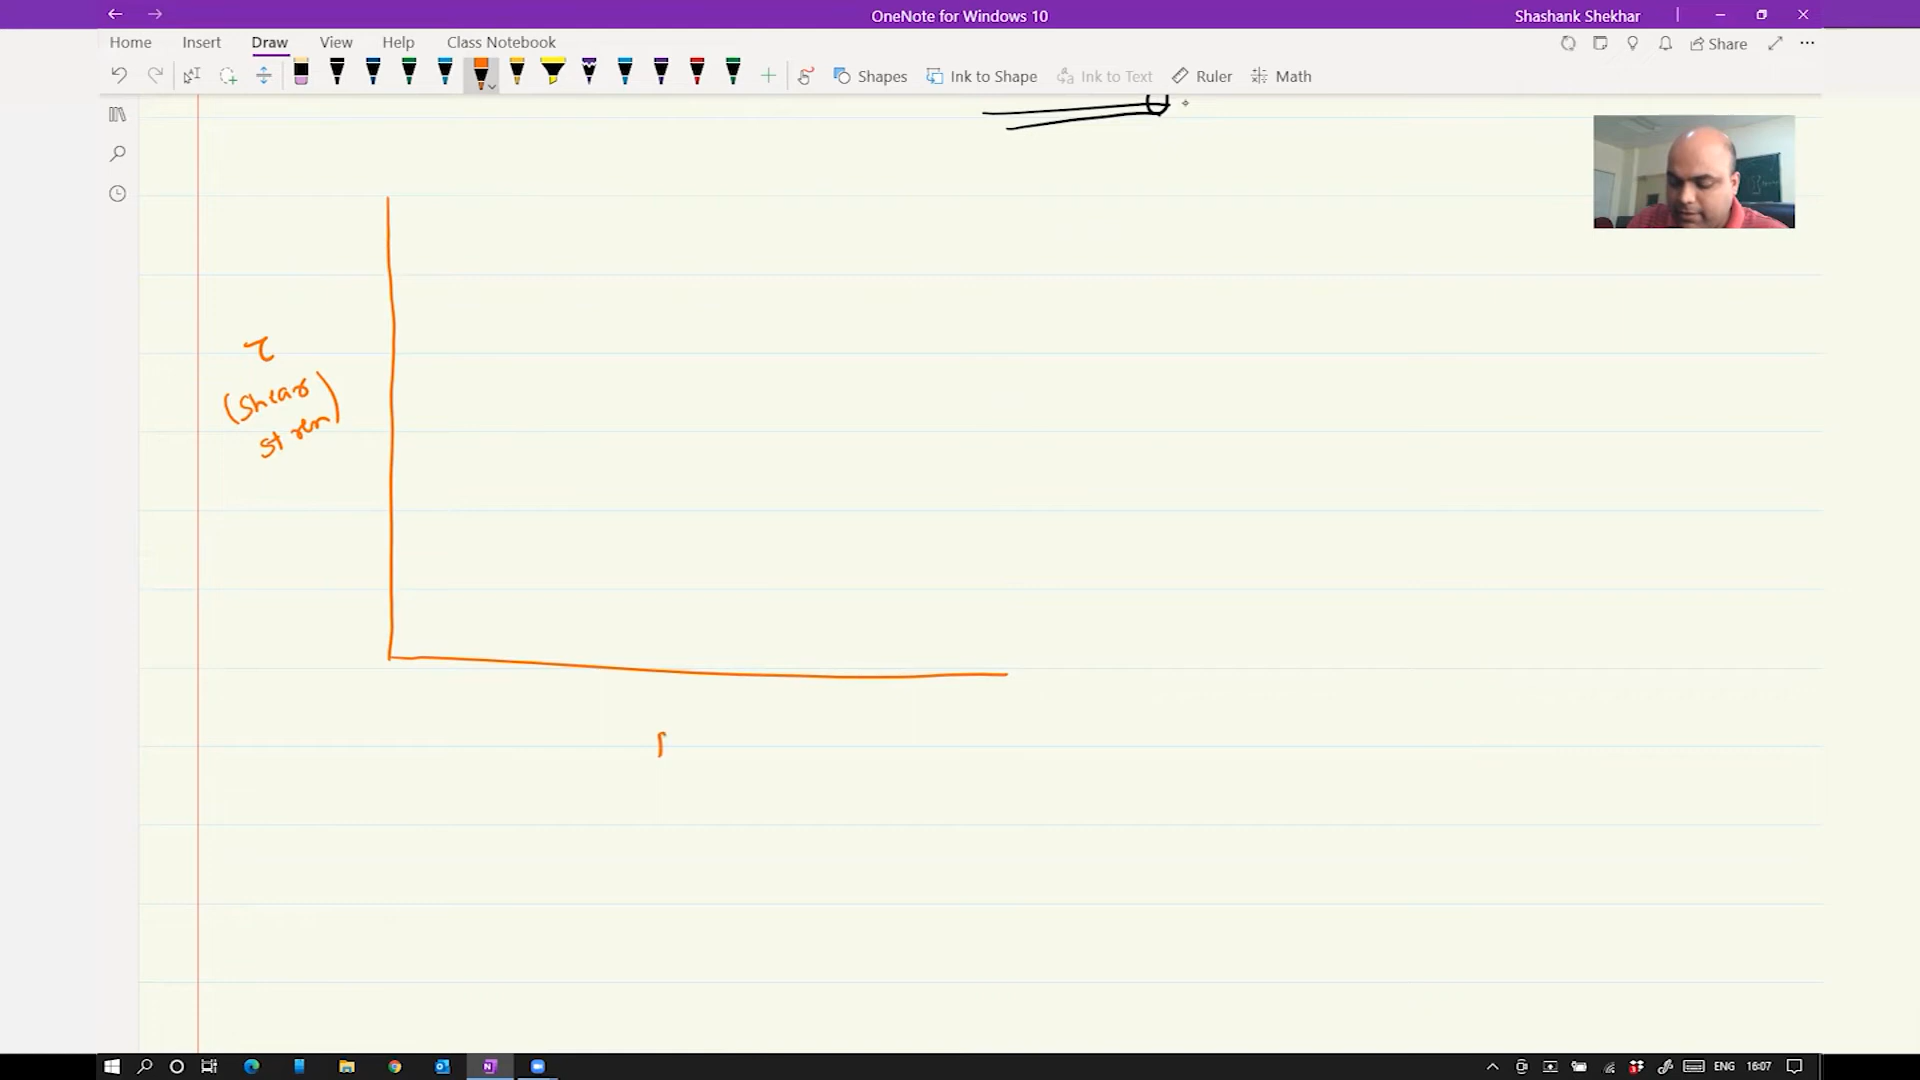 OneNote for Windows 10
Shashank Shekhar
Home Insert Draw View Help Class Notebook
Share
Shapes Ink to Shape Ink to Text Ruler Math
τ
(shear
stress)
ENG 16:07